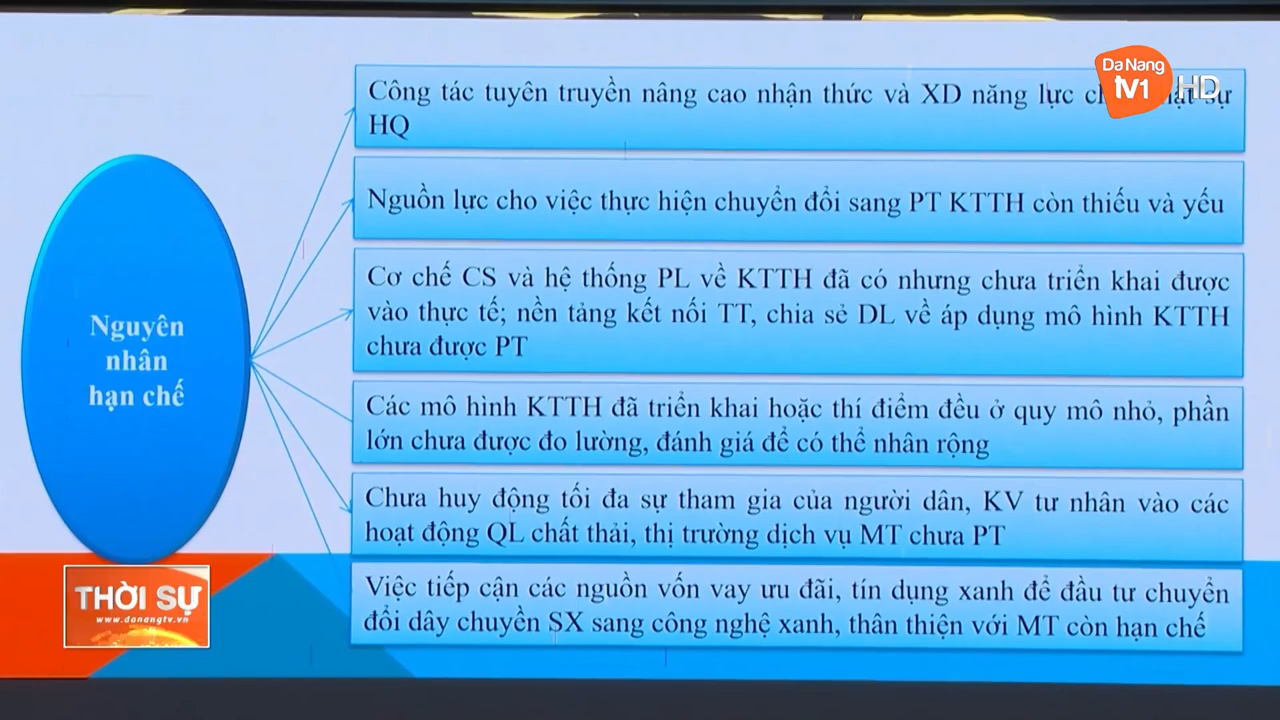 Da Nang
tv1 HD
Công tác tuyên truyền nâng cao nhận thức và XD năng lực sự
HQ
Nguồn lực cho việc thực hiện chuyển đổi sang PT KTTH còn thiếu và yếu
Cơ chế CS và hệ thống PL về KTTH đã có nhưng chưa triển khai được
vào thực tế; nền tảng kết nối TT, chia sẻ DL về áp dụng mô hình KTTH
chưa được PT
Nguyên
nhân
hạn chế
Các mô hình KTTH đã triển khai hoặc thí điểm đều ở quy mô nhỏ, phần
lớn chưa được đo lường, đánh giá để có thể nhân rộng
Chưa huy động tối đa sự tham gia của người dân, KV tư nhân vào các
hoạt động QL chất thải, thị trường dịch vụ MT chưa PT
Việc tiếp cận các nguồn vốn vay ưu đãi, tín dụng xanh để đầu tư chuyển
đổi dây chuyền SX sang công nghệ xanh, thân thiện với MT còn hạn chế
THỜI SỰ
www.danangtv.vn